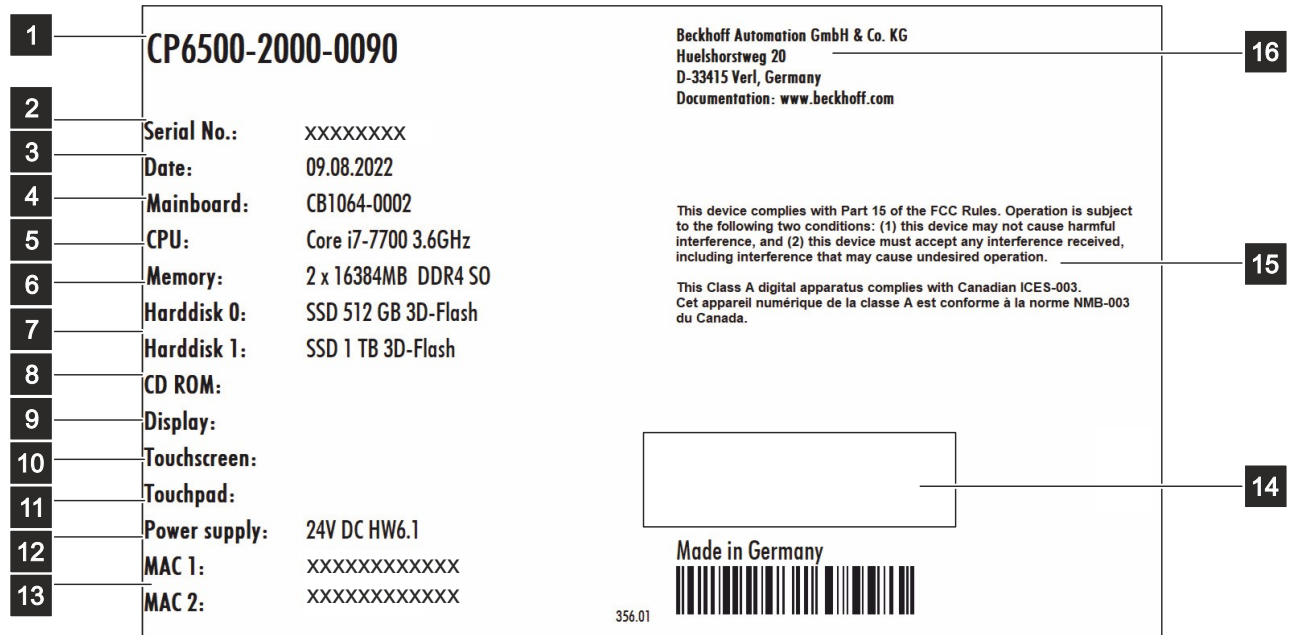 1
CP6500-2000-0090
2
Serial No.: XXXXXXXX
3
Date: 09.08.2022
4
Mainboard: CB1064-0002
5
CPU: Core i7-7700 3.6GHz
6
Memory: 2 x 16384MB DDR4 SO
Harddisk 0: SSD 512 GB 3D-Flash
7
Harddisk 1: SSD 1 TB 3D-Flash
8
CD ROM:
9
Display:
10
Touchscreen:
11
Touchpad:
12
Power supply: 24V DC HW6.1
MAC 1: XXXXXXXXXXXX
13
MAC 2: XXXXXXXXXXXX
356.01
Beckhoff Automation GmbH & Co. KG
Huelshorstweg 20
D-33415 Verl, Germany
Documentation: www.beckhoff.com
16
This device complies with Part 15 of the FCC Rules. Operation is subject
to the following two conditions: (1) this device may not cause harmful
interference, and (2) this device must accept any interference received,
including interference that may cause undesired operation.
15
This Class A digital apparatus complies with Canadian ICES-003.
Cet appareil numérique de la classe A est conforme à la norme NMB-003
du Canada.
14
Made in Germany